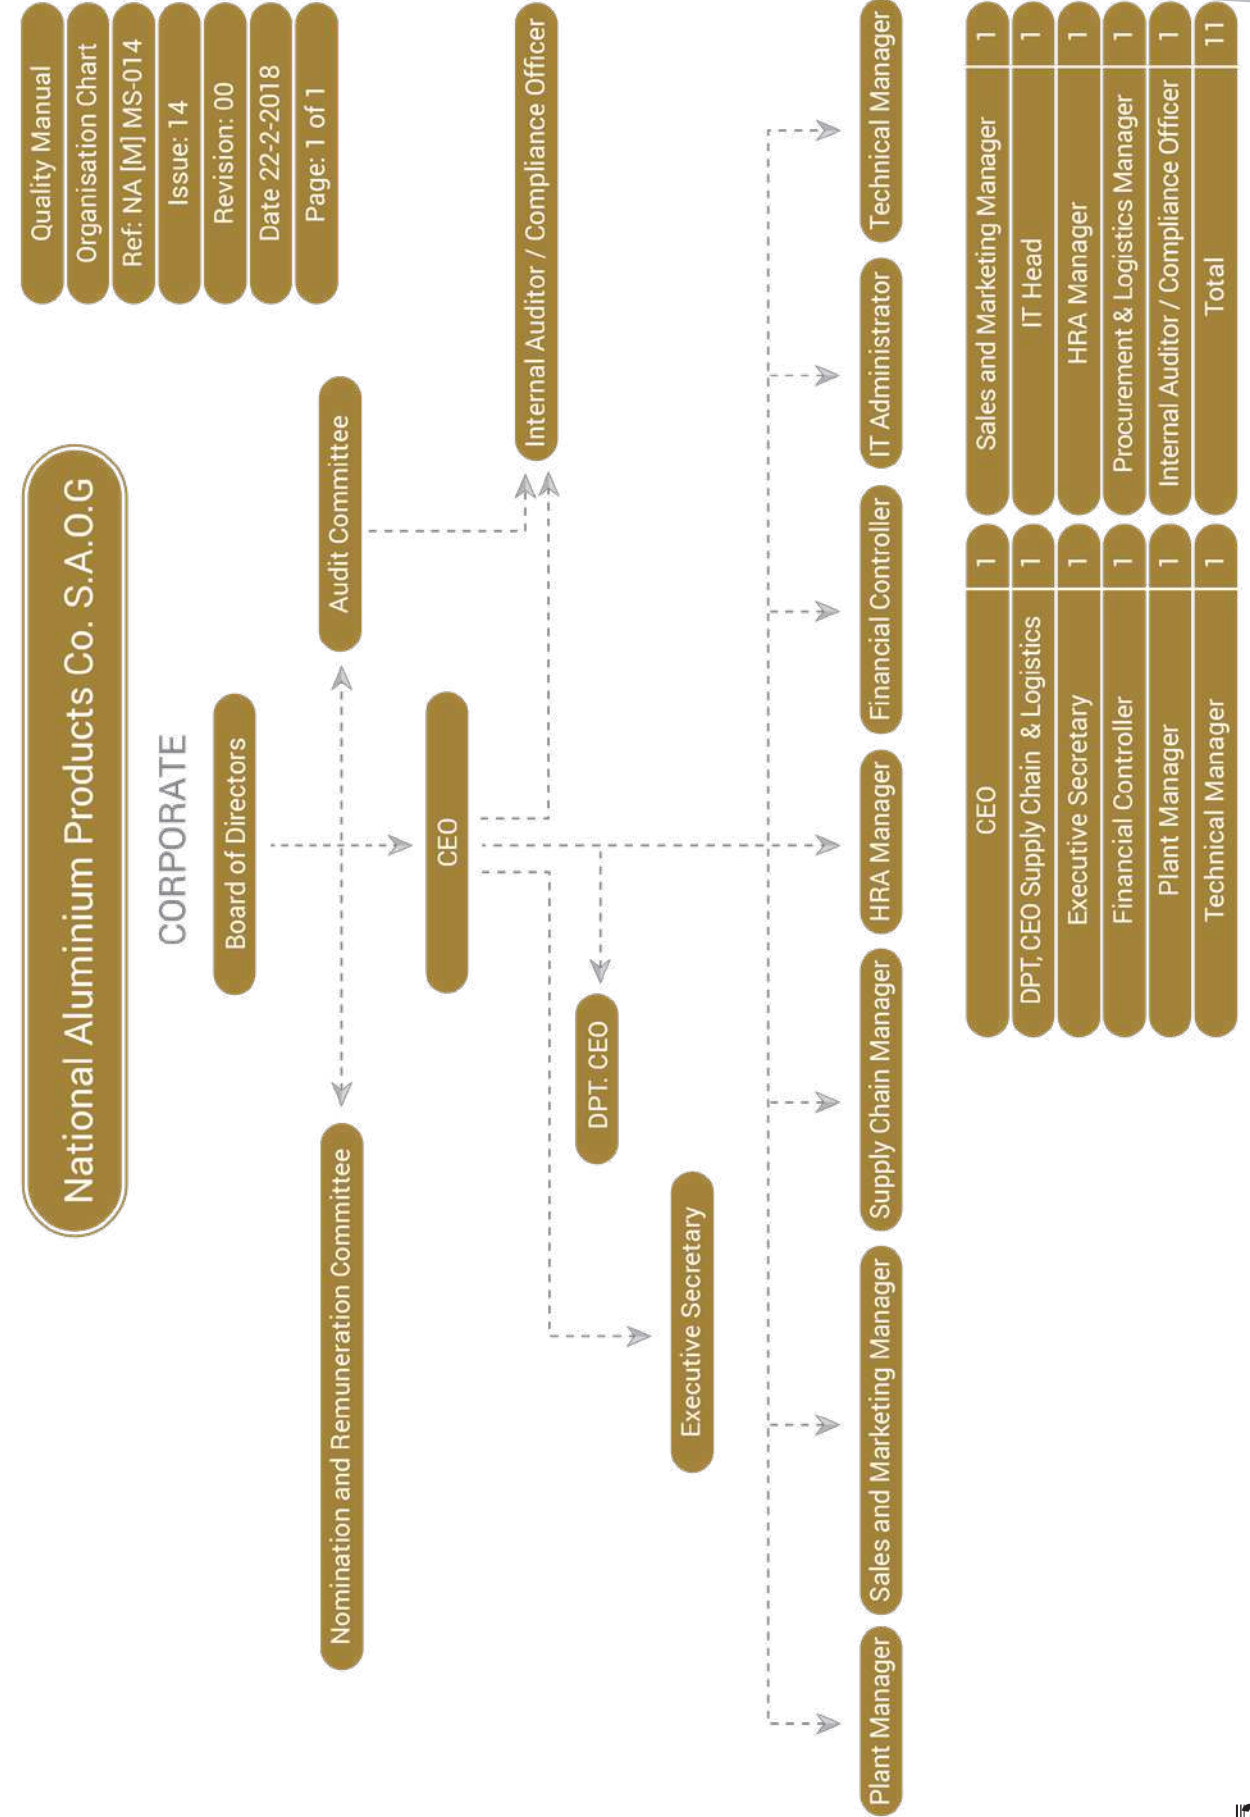 National Aluminium Products Co. S.A.O.G
Quality Manual
Organisation Chart
Ref: NA [M] MS-014
Issue: 14
Revision: 00
Date 22-2-2018
Page: 1 of 1
CORPORATE
Board of Directors
Nomination and Remuneration Committee
Audit Committee
CEO
Internal Auditor / Compliance Officer
DPT. CEO
Executive Secretary
Plant Manager
Sales and Marketing Manager
Supply Chain Manager
HRA Manager
Financial Controller
IT Administrator
Technical Manager
CEO 1
DPT, CEO Supply Chain & Logistics 1
Executive Secretary 1
Financial Controller 1
Plant Manager 1
Technical Manager 1
Sales and Marketing Manager 1
IT Head 1
HRA Manager 1
Procurement & Logistics Manager 1
Internal Auditor / Compliance Officer 1
Total 11